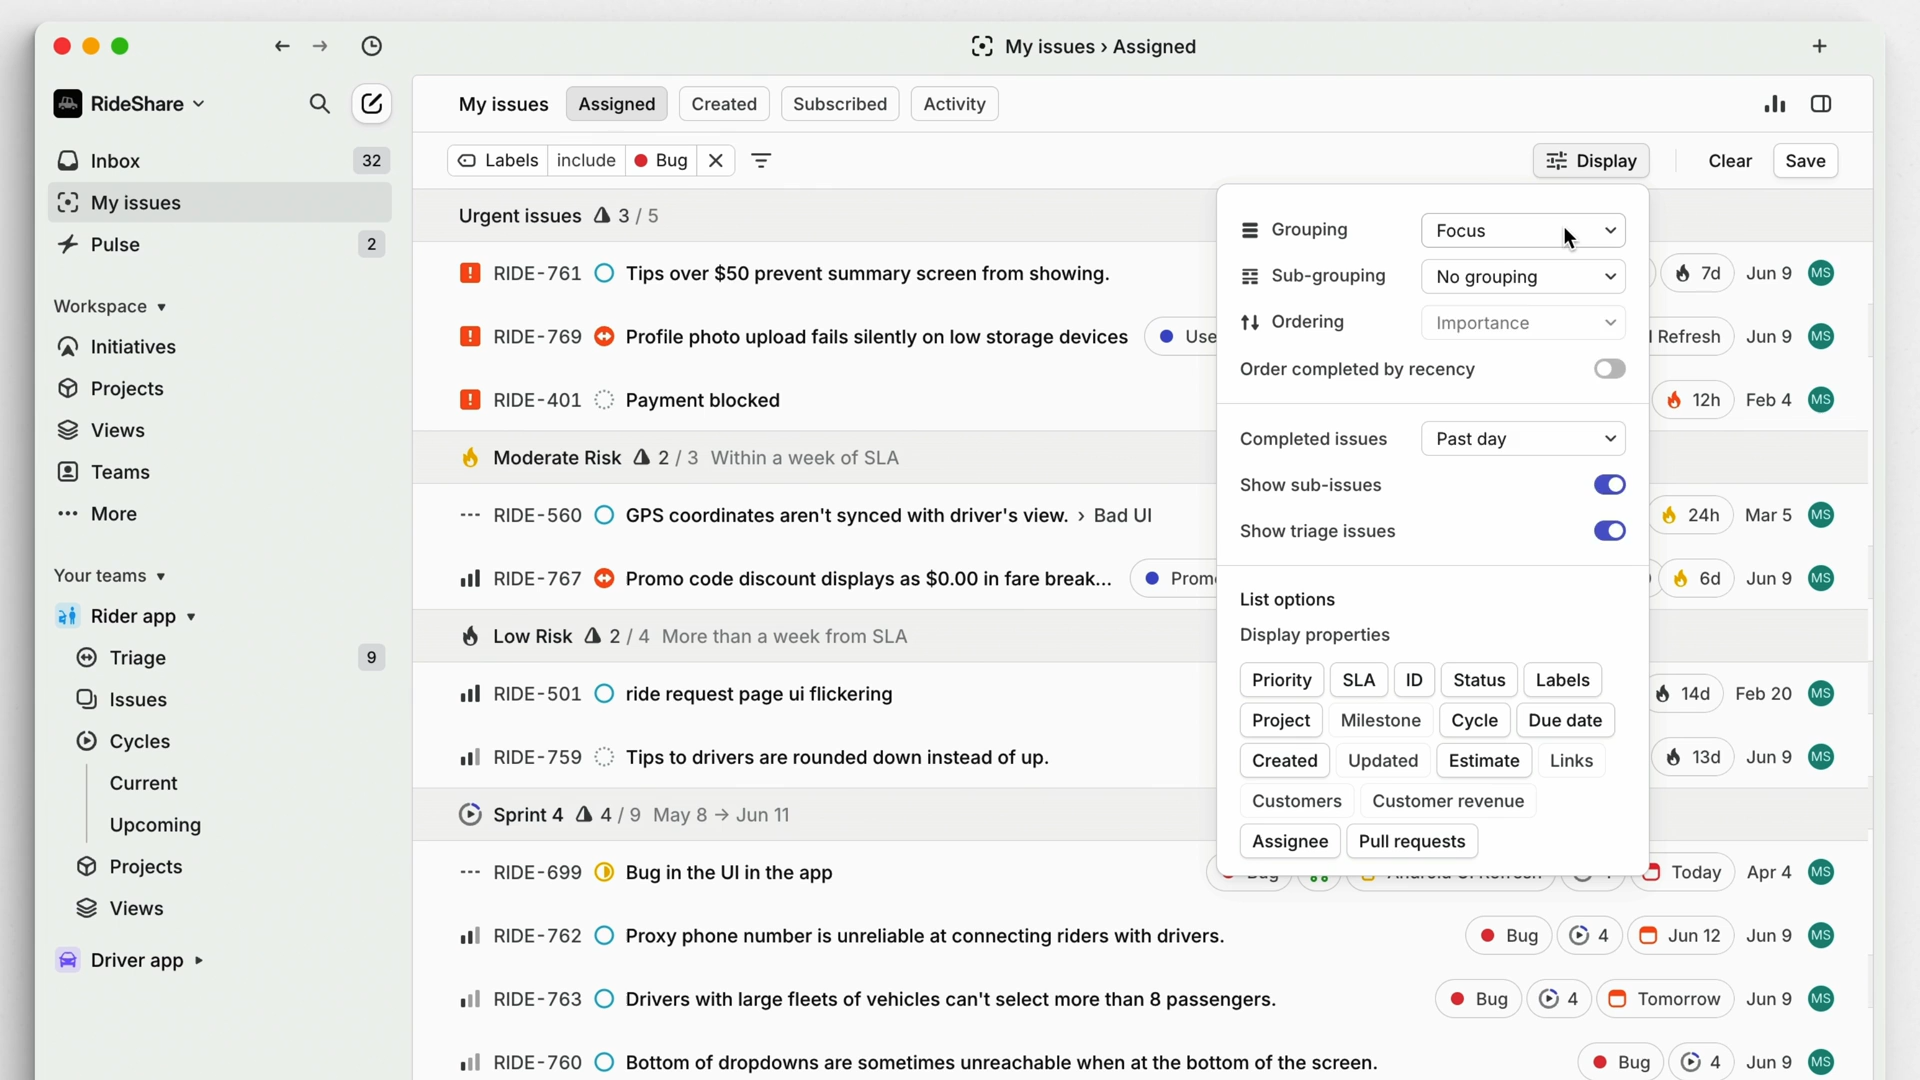 My issues › Assigned
RideShare
Inbox 32
My issues
Pulse 2
Workspace
Initiatives
Projects
Views
Teams
More
Your teams
Rider app
Triage 9
Issues
Cycles
Current
Upcoming
Projects
Views
Driver app
My issues Assigned Created Subscribed Activity
Labels include Bug Display Clear Save
Urgent issues 3 / 5
RIDE-761 Tips over $50 prevent summary screen from showing. 7d Jun 9 MS
RIDE-769 Profile photo upload fails silently on low storage devices Use Refresh Jun 9 MS
RIDE-401 Payment blocked 12h Feb 4 MS
Moderate Risk 2 / 3 Within a week of SLA
RIDE-560 GPS coordinates aren't synced with driver's view. › Bad UI 24h Mar 5 MS
RIDE-767 Promo code discount displays as $0.00 in fare break... Promo 6d Jun 9 MS
Low Risk 2 / 4 More than a week from SLA
RIDE-501 ride request page ui flickering 14d Feb 20 MS
RIDE-759 Tips to drivers are rounded down instead of up. 13d Jun 9 MS
Sprint 4 4 / 9 May 8 → Jun 11
RIDE-699 Bug in the UI in the app Bug Today Apr 4 MS
RIDE-762 Proxy phone number is unreliable at connecting riders with drivers. Bug 4 Jun 12 Jun 9 MS
RIDE-763 Drivers with large fleets of vehicles can't select more than 8 passengers. Bug 4 Tomorrow Jun 9 MS
RIDE-760 Bottom of dropdowns are sometimes unreachable when at the bottom of the screen. Bug 4 Jun 9 MS
Grouping Focus
Sub-grouping No grouping
Ordering Importance
Order completed by recency
Completed issues Past day
Show sub-issues
Show triage issues
List options
Display properties
Priority SLA ID Status Labels
Project Milestone Cycle Due date
Created Updated Estimate Links
Customers Customer revenue
Assignee Pull requests